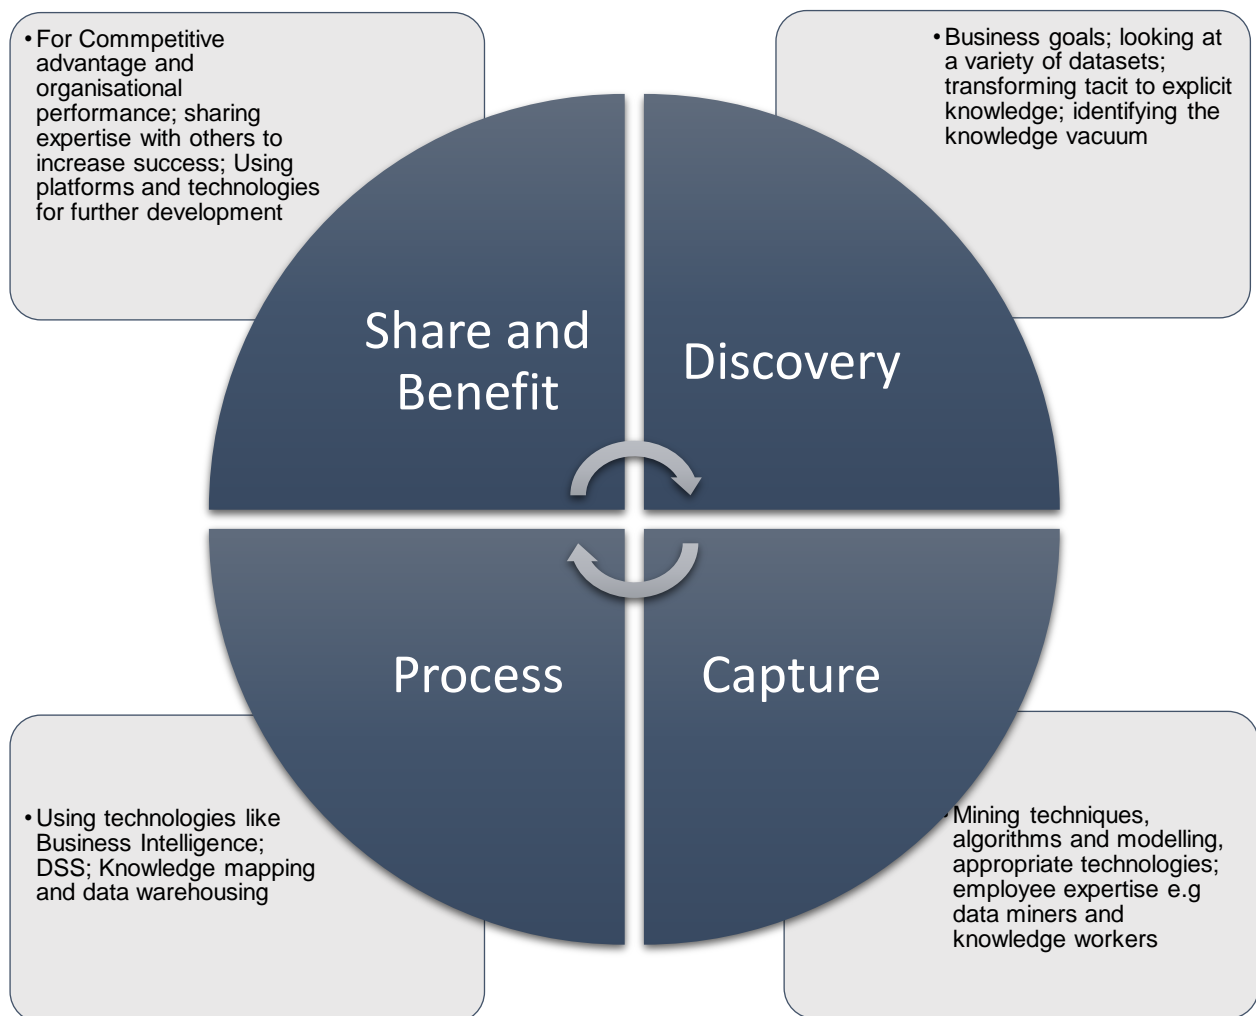 • For Commpetitive
advantage and
organisational
performance; sharing
expertise with others to
increase success; Using
platforms and technologies
for further development
• Business goals; looking at
a variety of datasets;
transforming tacit to explicit
knowledge; identifying the
knowledge vacuum
Share and
Benefit
Discovery
Process
Capture
• Using technologies like
Business Intelligence;
DSS; Knowledge mapping
and data warehousing
• Mining techniques,
algorithms and modelling,
appropriate technologies;
employee expertise e.g
data miners and
knowledge workers